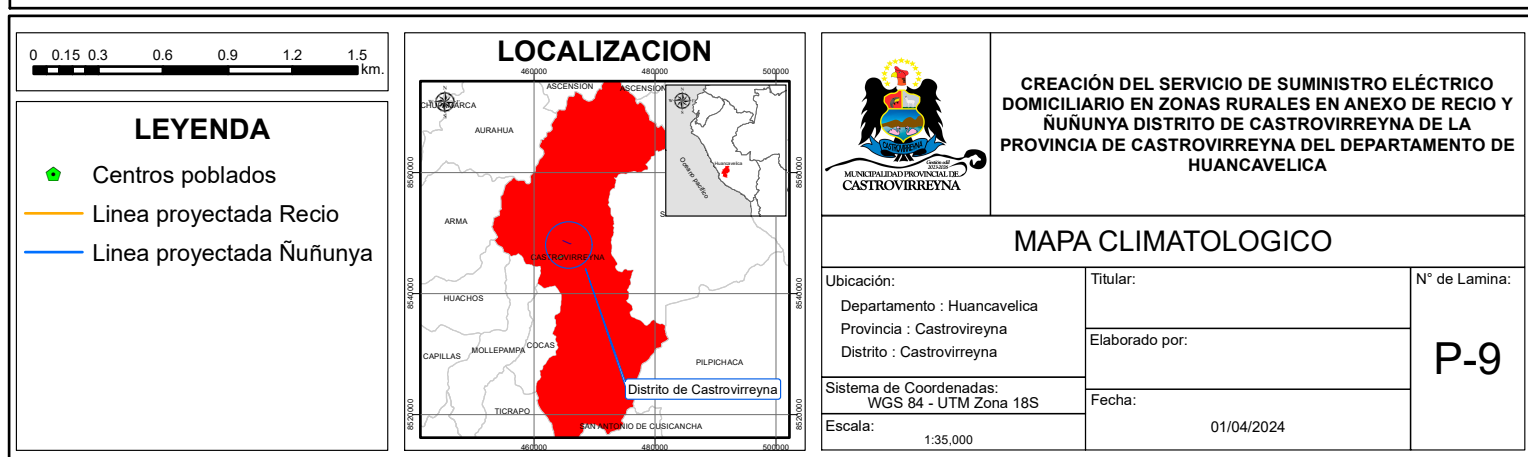 0 0.15 0.3 0.6 0.9 1.2 1.5
km.
LEYENDA
Centros poblados
Linea proyectada Recio
Linea proyectada Ñuñunya
LOCALIZACION
460000 480000 500000
ASCENSION ASCENSION
AURAHUA
Huancavelica
8560000 8560000
ARMA
CASTROVIRREYNA
8540000 8540000
HUACHOS
COCAS
MOLLEPAMPA
CAPILLAS
PILPICHACA
Distrito de Castrovirreyna
TICRAPO
8520000 8520000
SAN ANTONIO DE CUSICANCHA
460000 480000 500000
CASTROVIRREYNA
Gestión edil
2023-2026
MUNICIPALIDAD PROVINCIAL DE
CASTROVIRREYNA
CREACIÓN DEL SERVICIO DE SUMINISTRO ELÉCTRICO
DOMICILIARIO EN ZONAS RURALES EN ANEXO DE RECIO Y
ÑUÑUNYA DISTRITO DE CASTROVIRREYNA DE LA
PROVINCIA DE CASTROVIRREYNA DEL DEPARTAMENTO DE
HUANCAVELICA
MAPA CLIMATOLOGICO
Ubicación:
Departamento : Huancavelica
Provincia : Castrovireyna
Distrito : Castrovirreyna
Sistema de Coordenadas:
WGS 84 - UTM Zona 18S
Escala:
1:35,000
Titular:
Elaborado por:
Fecha:
01/04/2024
N° de Lamina:
P-9